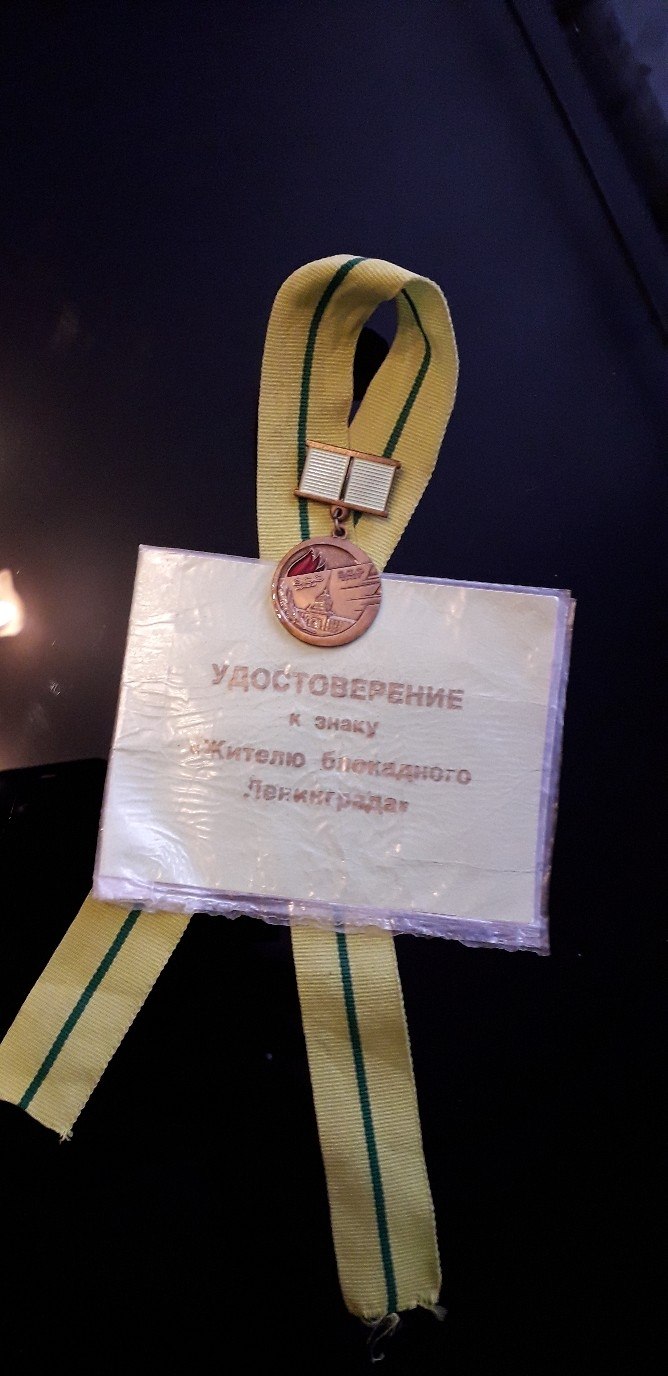 УДОСТОВЕРЕНИЕ
к знаку
«Жителю блокадного
Ленинграда»